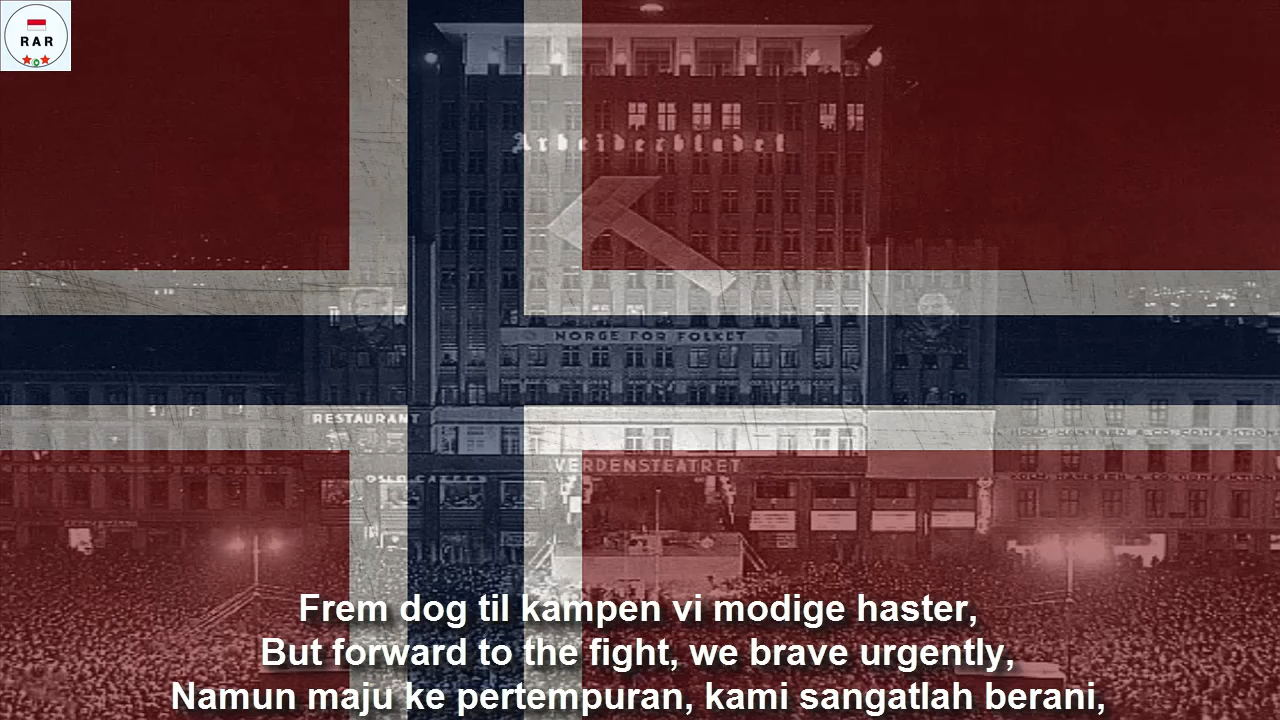 RAR
Arbeiderbladet
NORGE FOR FOLKET
RESTAURANT
VERDENSTEATRET
OSLO
Frem dog til kampen vi modige haster,
But forward to the fight, we brave urgently,
Namun maju ke pertempuran, kami sangatlah berani,